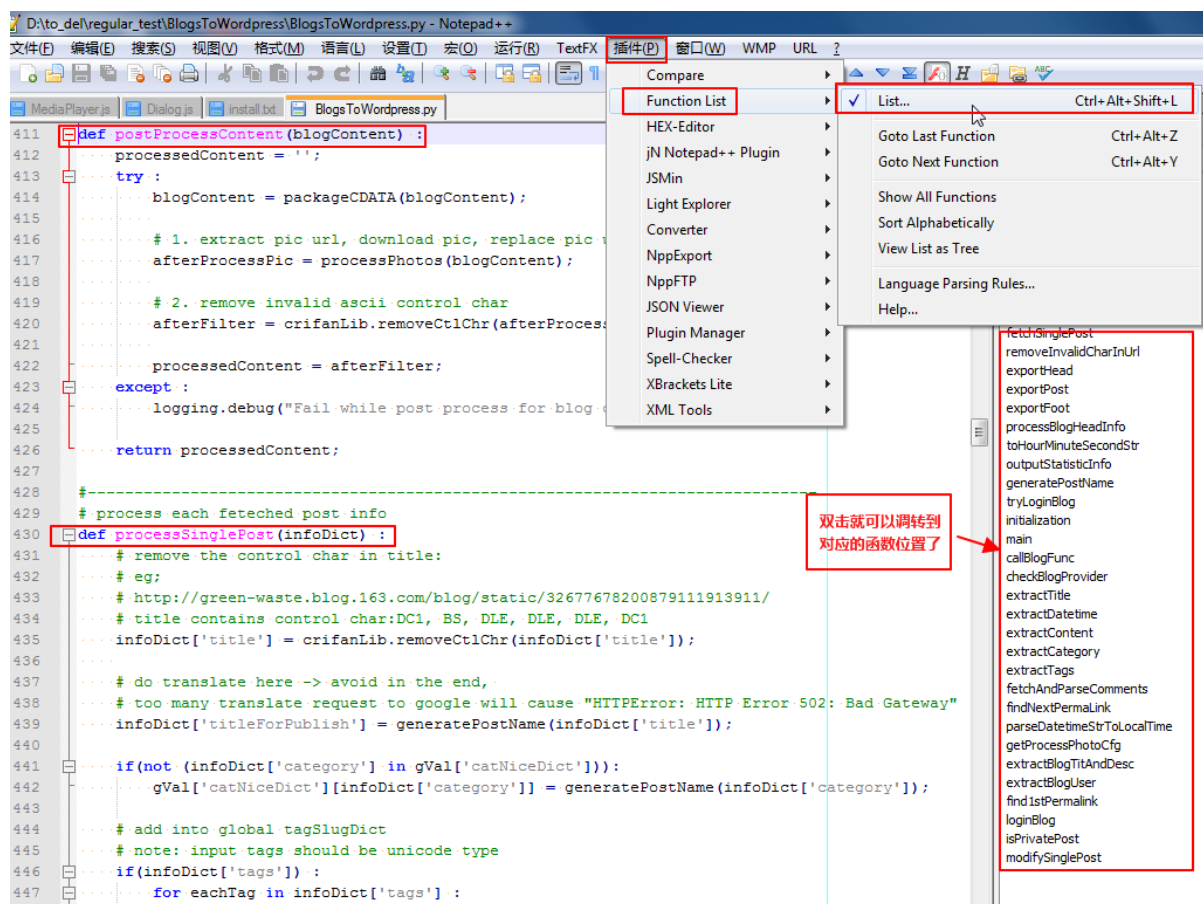 D:\to_del\regular_test\BlogsToWordpress\BlogsToWordpress.py - Notepad++
文件(F) 编辑(E) 搜索(S) 视图(V) 格式(M) 语言(L) 设置(T) 宏(O) 运行(R) TextFX 插件(P) 窗口(W) WMP URL ?
MediaPlayer.js Dialog.js install.txt BlogsToWordpress.py
Compare
Function List
HEX-Editor
jN Notepad++ Plugin
JSMin
Light Explorer
Converter
NppExport
NppFTP
JSON Viewer
Plugin Manager
Spell-Checker
XBrackets Lite
XML Tools
List... Ctrl+Alt+Shift+L
Goto Last Function Ctrl+Alt+Z
Goto Next Function Ctrl+Alt+Y
Show All Functions
Sort Alphabetically
View List as Tree
Language Parsing Rules...
Help...
411 def postProcessContent(blogContent) :
412 processedContent = '';
413 try :
414 blogContent = packageCDATA(blogContent);
415
416 # 1. extract pic url, download pic, replace pic
417 afterProcessPic = processPhotos(blogContent);
418
419 # 2. remove invalid ascii control char
420 afterFilter = crifanLib.removeCtlChr(afterProcess
421
422 processedContent = afterFilter;
423 except :
424 logging.debug("Fail while post process for blog
425
426 return processedContent;
427
428 #-------------------------------------------------------------------------------
429 # process each feteched post info
430 def processSinglePost(infoDict) :
431 # remove the control char in title:
432 # eg;
433 # http://green-waste.blog.163.com/blog/static/32677678200879111913911/
434 # title contains control char:DC1, BS, DLE, DLE, DLE, DC1
435 infoDict['title'] = crifanLib.removeCtlChr(infoDict['title']);
436
437 # do translate here -> avoid in the end,
438 # too many translate request to google will cause "HTTPError: HTTP Error 502: Bad Gateway"
439 infoDict['titleForPublish'] = generatePostName(infoDict['title']);
440
441 if(not (infoDict['category'] in gVal['catNiceDict'])):
442 gVal['catNiceDict'][infoDict['category']] = generatePostName(infoDict['category']);
443
444 # add into global tagSlugDict
445 # note: input tags should be unicode type
446 if(infoDict['tags']) :
447 for eachTag in infoDict['tags'] :
双击就可以调转到
对应的函数位置了
fetchSinglePost
removeInvalidCharInUrl
exportHead
exportPost
exportFoot
processBlogHeadInfo
toHourMinuteSecondStr
outputStatisticInfo
generatePostName
tryLoginBlog
initialization
main
callBlogFunc
checkBlogProvider
extractTitle
extractDatetime
extractContent
extractCategory
extractTags
fetchAndParseComments
findNextPermaLink
parseDatetimeStrToLocalTime
getProcessPhotoCfg
extractBlogTitAndDesc
extractBlogUser
find1stPermalink
loginBlog
isPrivatePost
modifySinglePost